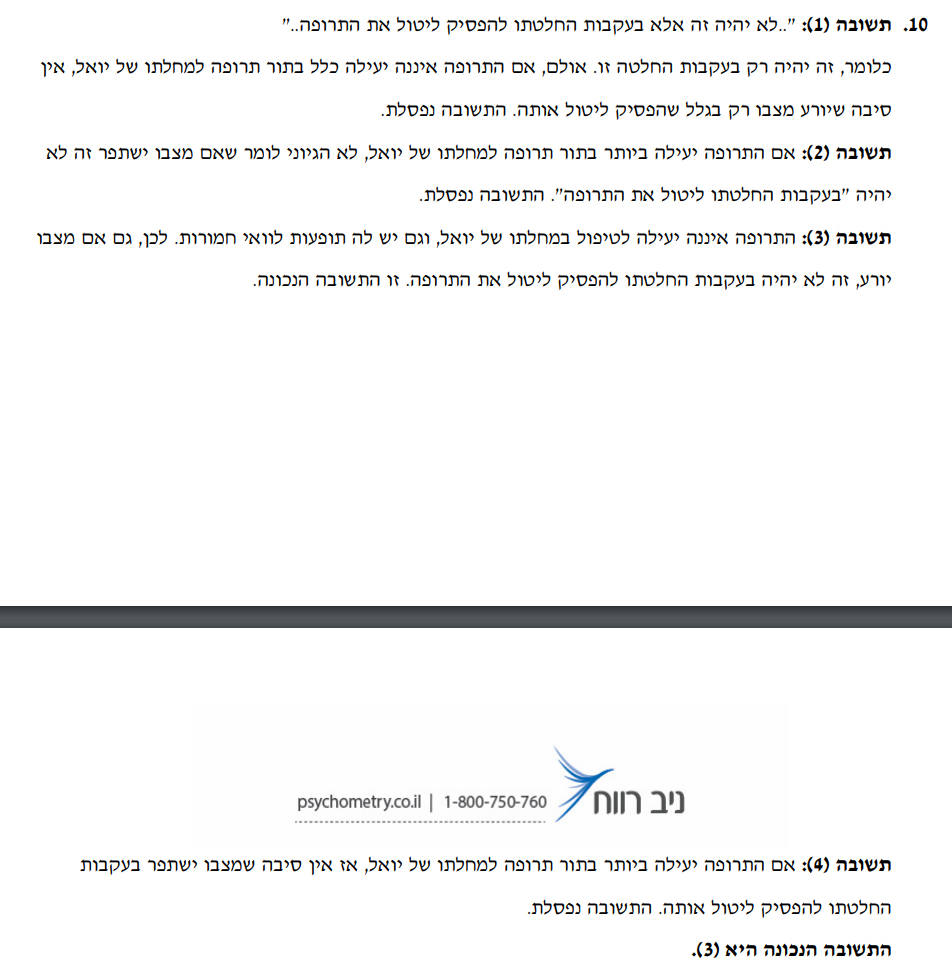 10. תשובה (1): "..לא יהיה זה אלא בעקבות החלטתו להפסיק ליטול את התרופה.."
כלומר, זה יהיה רק בעקבות החלטה זו. אולם, אם התרופה איננה יעילה כלל בתור תרופה למחלתו של יואל, אין
סיבה שיורע מצבו רק בגלל שהפסיק ליטול אותה. התשובה נפסלת.
תשובה (2): אם התרופה יעילה ביותר בתור תרופה למחלתו של יואל, לא הגיוני לומר שאם מצבו ישתפר זה לא
יהיה "בעקבות החלטתו ליטול את התרופה". התשובה נפסלת.
תשובה (3): התרופה איננה יעילה לטיפול במחלתו של יואל, וגם יש לה תופעות לוואי חמורות. לכן, גם אם מצבו
יורע, זה לא יהיה בעקבות החלטתו להפסיק ליטול את התרופה. זו התשובה הנכונה.
ניב רווח
psychometry.co.il | 1-800-750-760
תשובה (4): אם התרופה יעילה ביותר בתור תרופה למחלתו של יואל, אז אין סיבה שמצבו ישתפר בעקבות
החלטתו להפסיק ליטול אותה. התשובה נפסלת.
התשובה הנכונה היא (3).